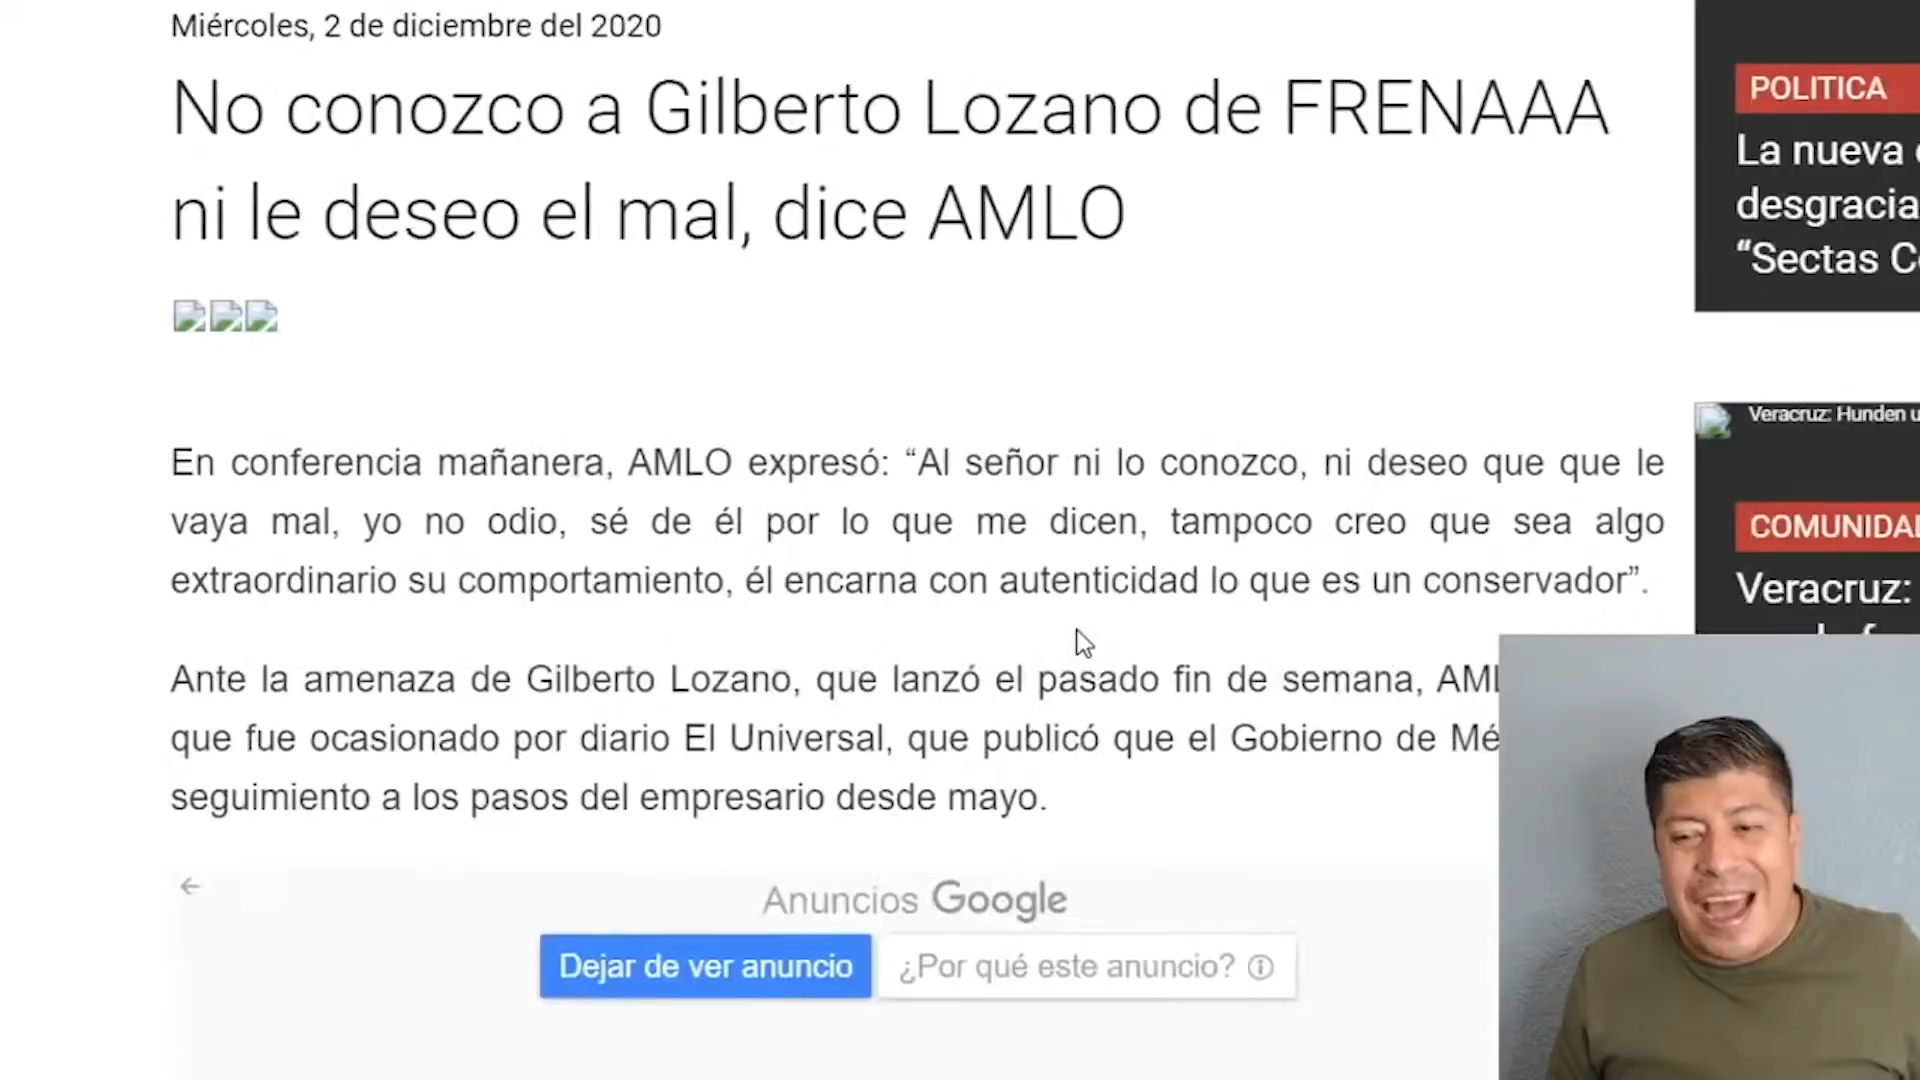 Miércoles, 2 de diciembre del 2020
No conozco a Gilberto Lozano de FRENAAA
ni le deseo el mal, dice AMLO
En conferencia mañanera, AMLO expresó: “Al señor ni lo conozco, ni deseo que que le
vaya mal, yo no odio, sé de él por lo que me dicen, tampoco creo que sea algo
extraordinario su comportamiento, él encarna con autenticidad lo que es un conservador”.
Ante la amenaza de Gilberto Lozano, que lanzó el pasado fin de semana, AML
que fue ocasionado por diario El Universal, que publicó que el Gobierno de Mé
seguimiento a los pasos del empresario desde mayo.
Anuncios Google
Dejar de ver anuncio
¿Por qué este anuncio?
POLITICA
La nueva
desgracia
“Sectas C
Veracruz: Hunden u
COMUNIDAD
Veracruz: